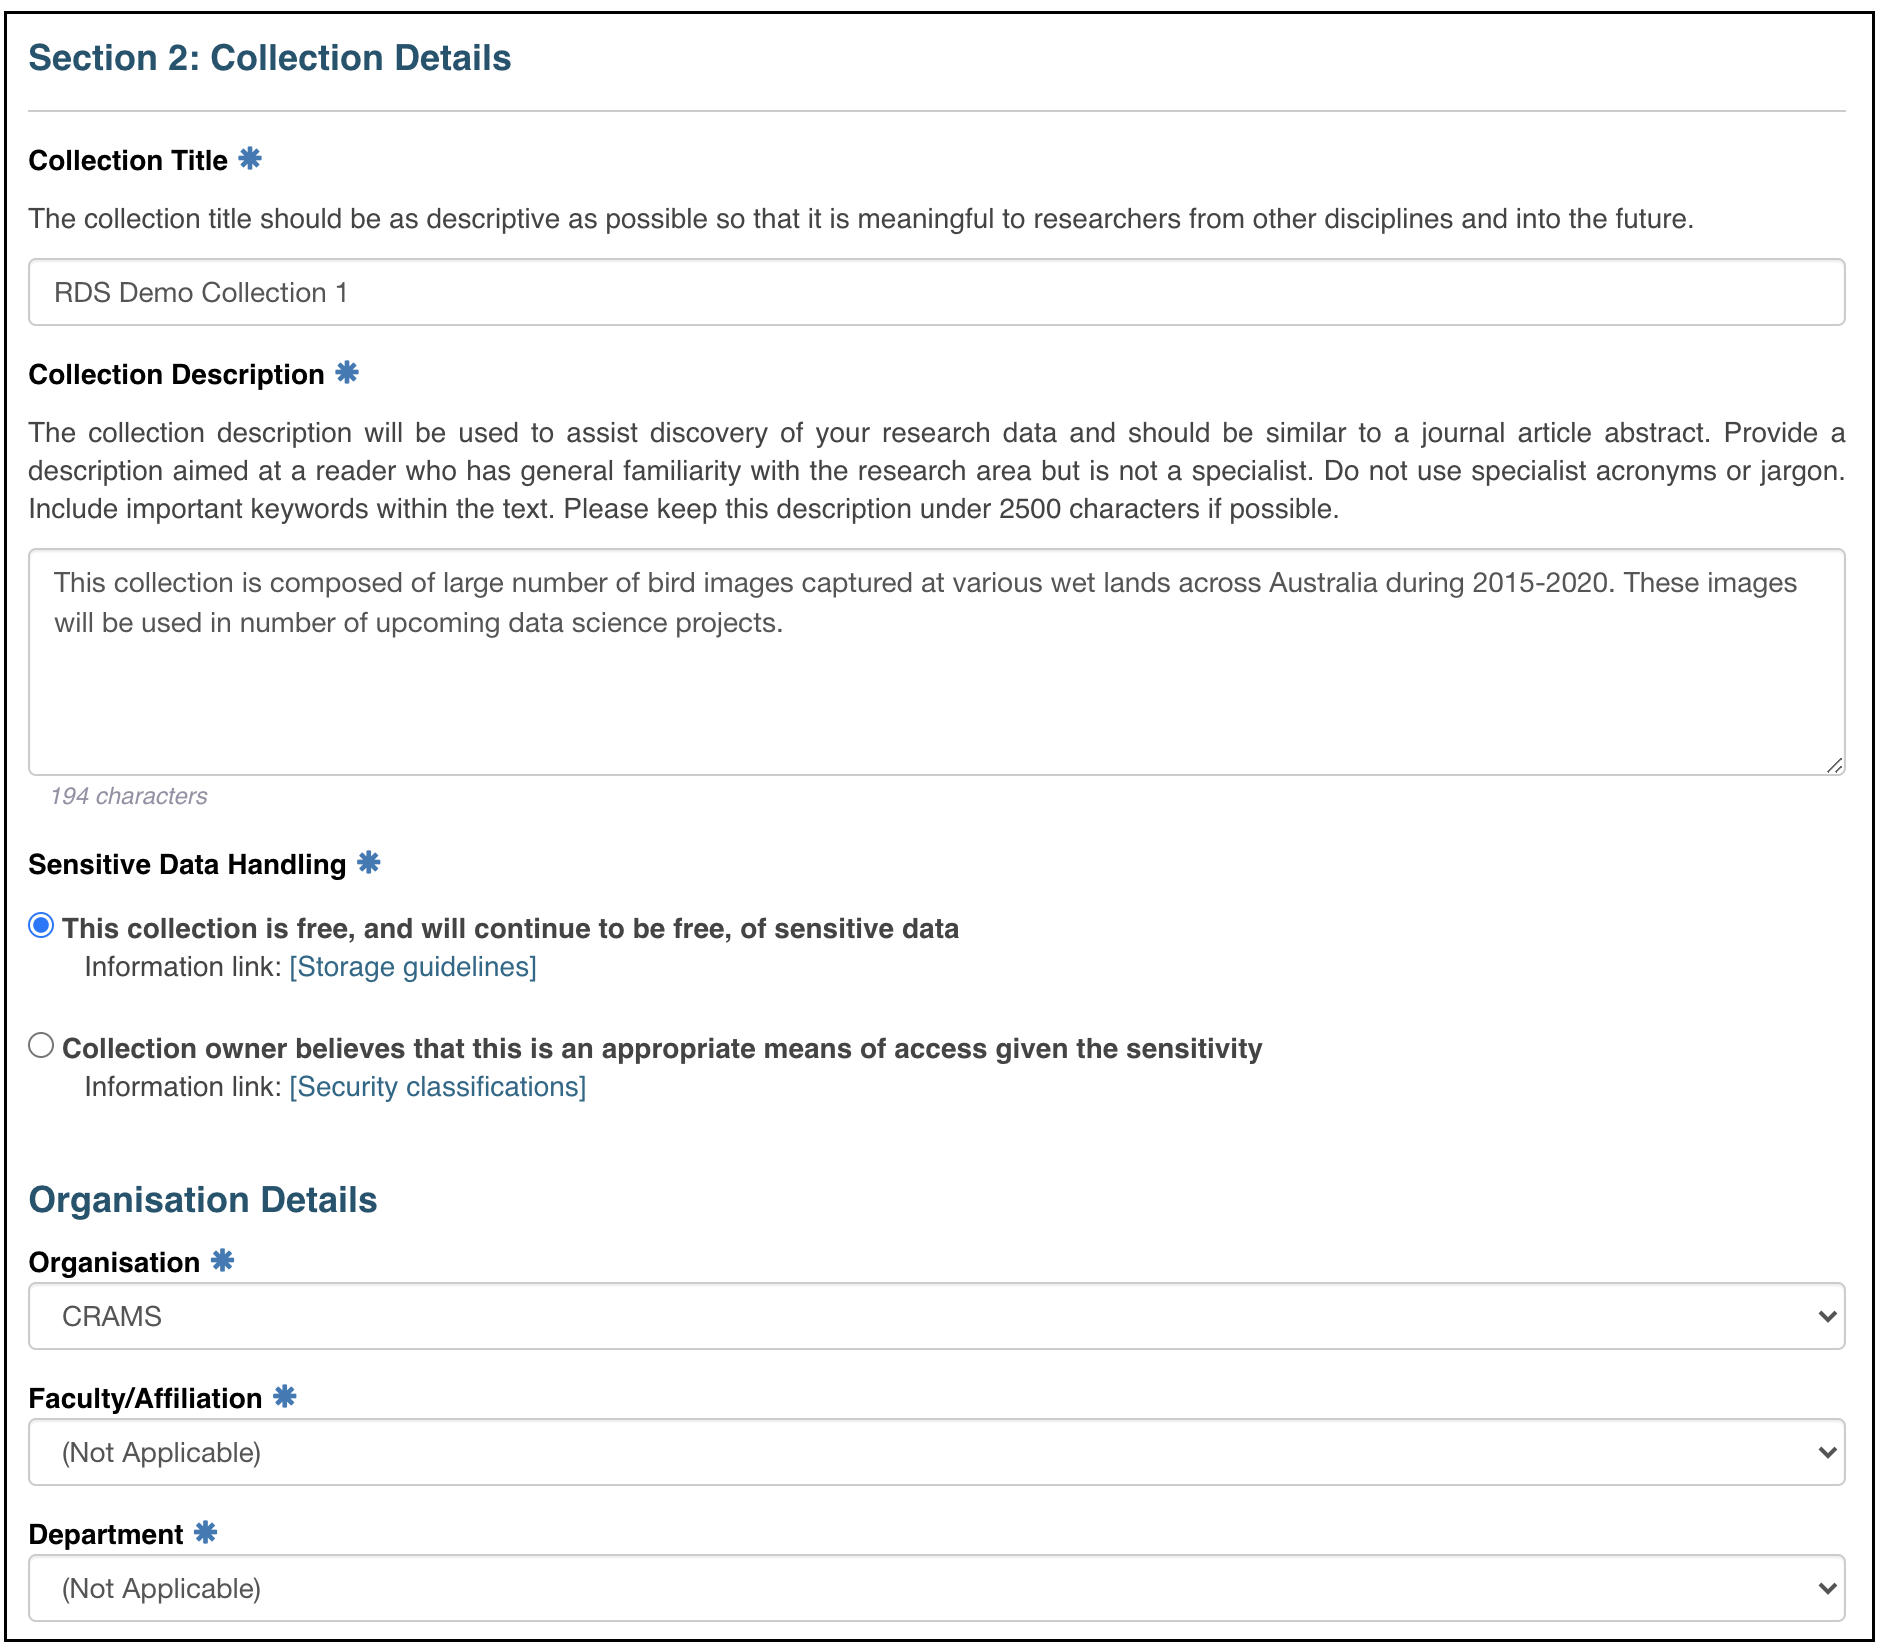 Section 2: Collection Details
Collection Title ✱
The collection title should be as descriptive as possible so that it is meaningful to researchers from other disciplines and into the future.
RDS Demo Collection 1
Collection Description ✱
The collection description will be used to assist discovery of your research data and should be similar to a journal article abstract. Provide a
description aimed at a reader who has general familiarity with the research area but is not a specialist. Do not use specialist acronyms or jargon.
Include important keywords within the text. Please keep this description under 2500 characters if possible.
This collection is composed of large number of bird images captured at various wet lands across Australia during 2015-2020. These images
will be used in number of upcoming data science projects.
194 characters
Sensitive Data Handling ✱
This collection is free, and will continue to be free, of sensitive data
Information link: [Storage guidelines]
Collection owner believes that this is an appropriate means of access given the sensitivity
Information link: [Security classifications]
Organisation Details
Organisation ✱
CRAMS
Faculty/Affiliation ✱
(Not Applicable)
Department ✱
(Not Applicable)